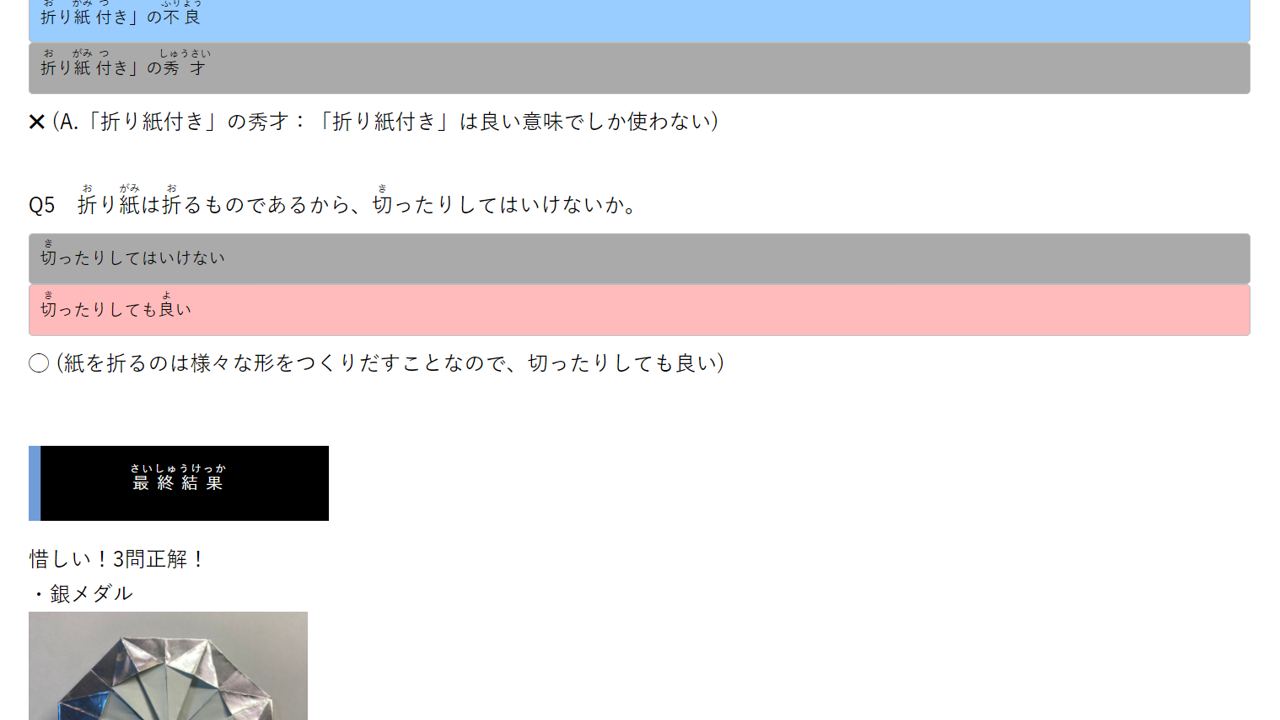 折り紙付き」の不良
折り紙付き」の秀才
❌ (A.「折り紙付き」の秀才：「折り紙付き」は良い意味でしか使わない)
Q5　折り紙は折るものであるから、切ったりしてはいけないか。
切ったりしてはいけない
切ったりしても良い
◯ (紙を折るのは様々な形をつくりだすことなので、切ったりしても良い)
最終結果
惜しい！3問正解！
・銀メダル